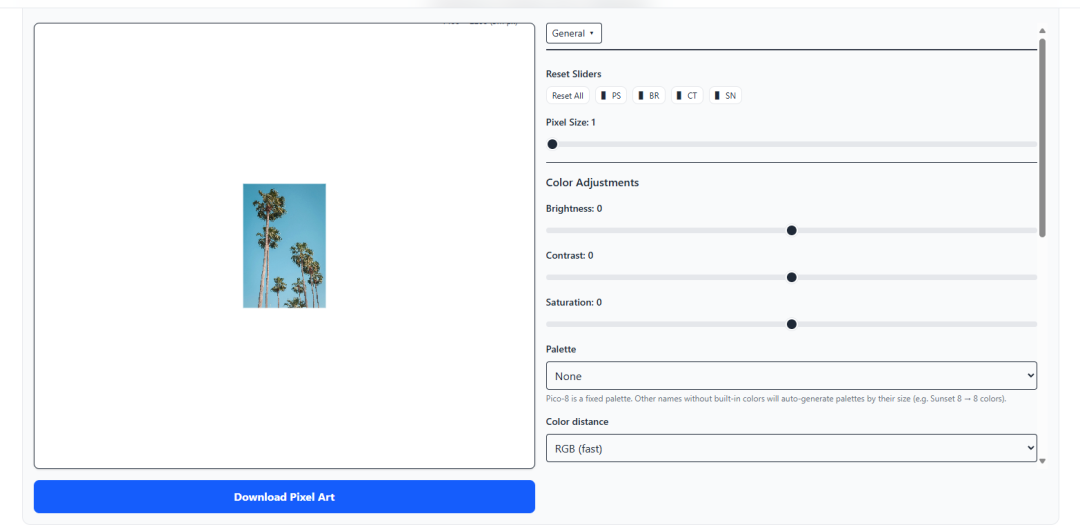 General ▾
Reset Sliders
Reset All PS BR CT SN
Pixel Size: 1
Color Adjustments
Brightness: 0
Contrast: 0
Saturation: 0
Palette
None
Pico-8 is a fixed palette. Other names without built-in colors will auto-generate palettes by their size (e.g. Sunset 8 → 8 colors).
Color distance
RGB (fast)
Download Pixel Art